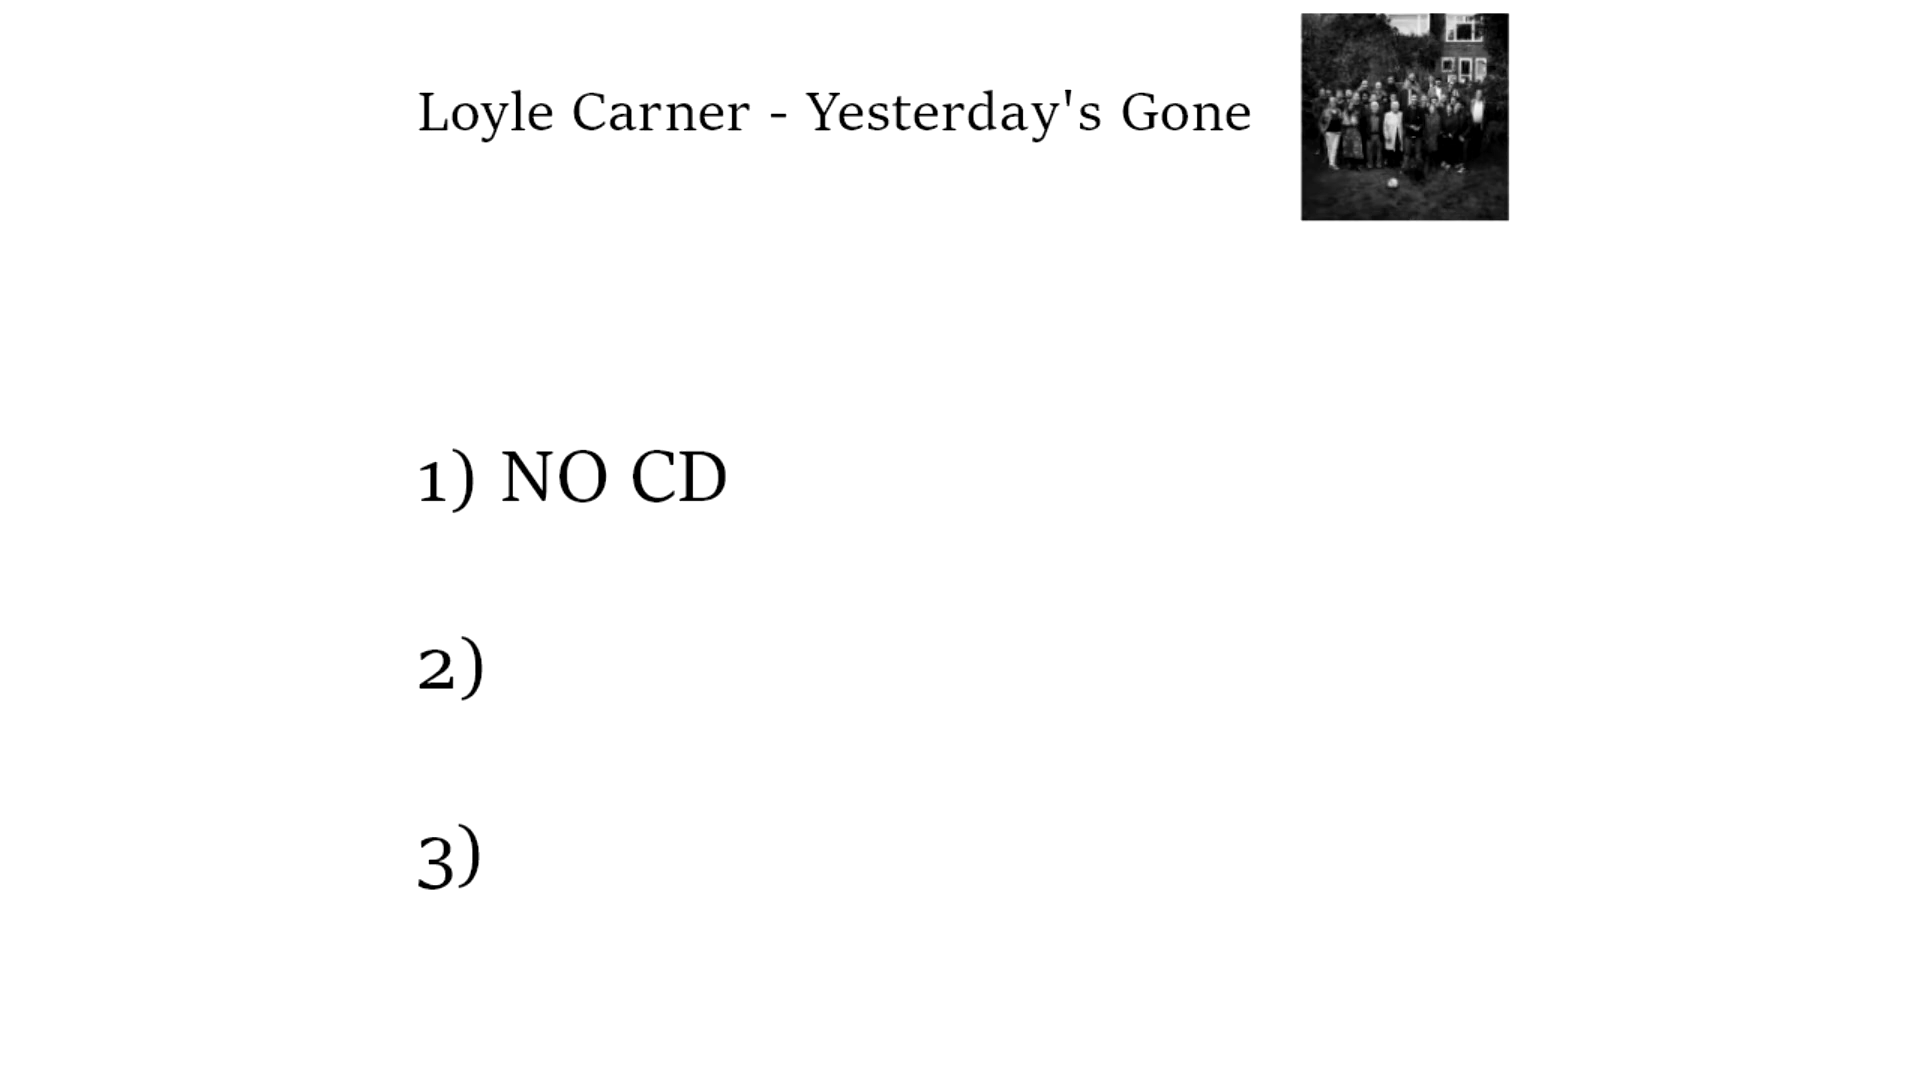 Loyle Carner - Yesterday's Gone
1) NO CD
2)
3)